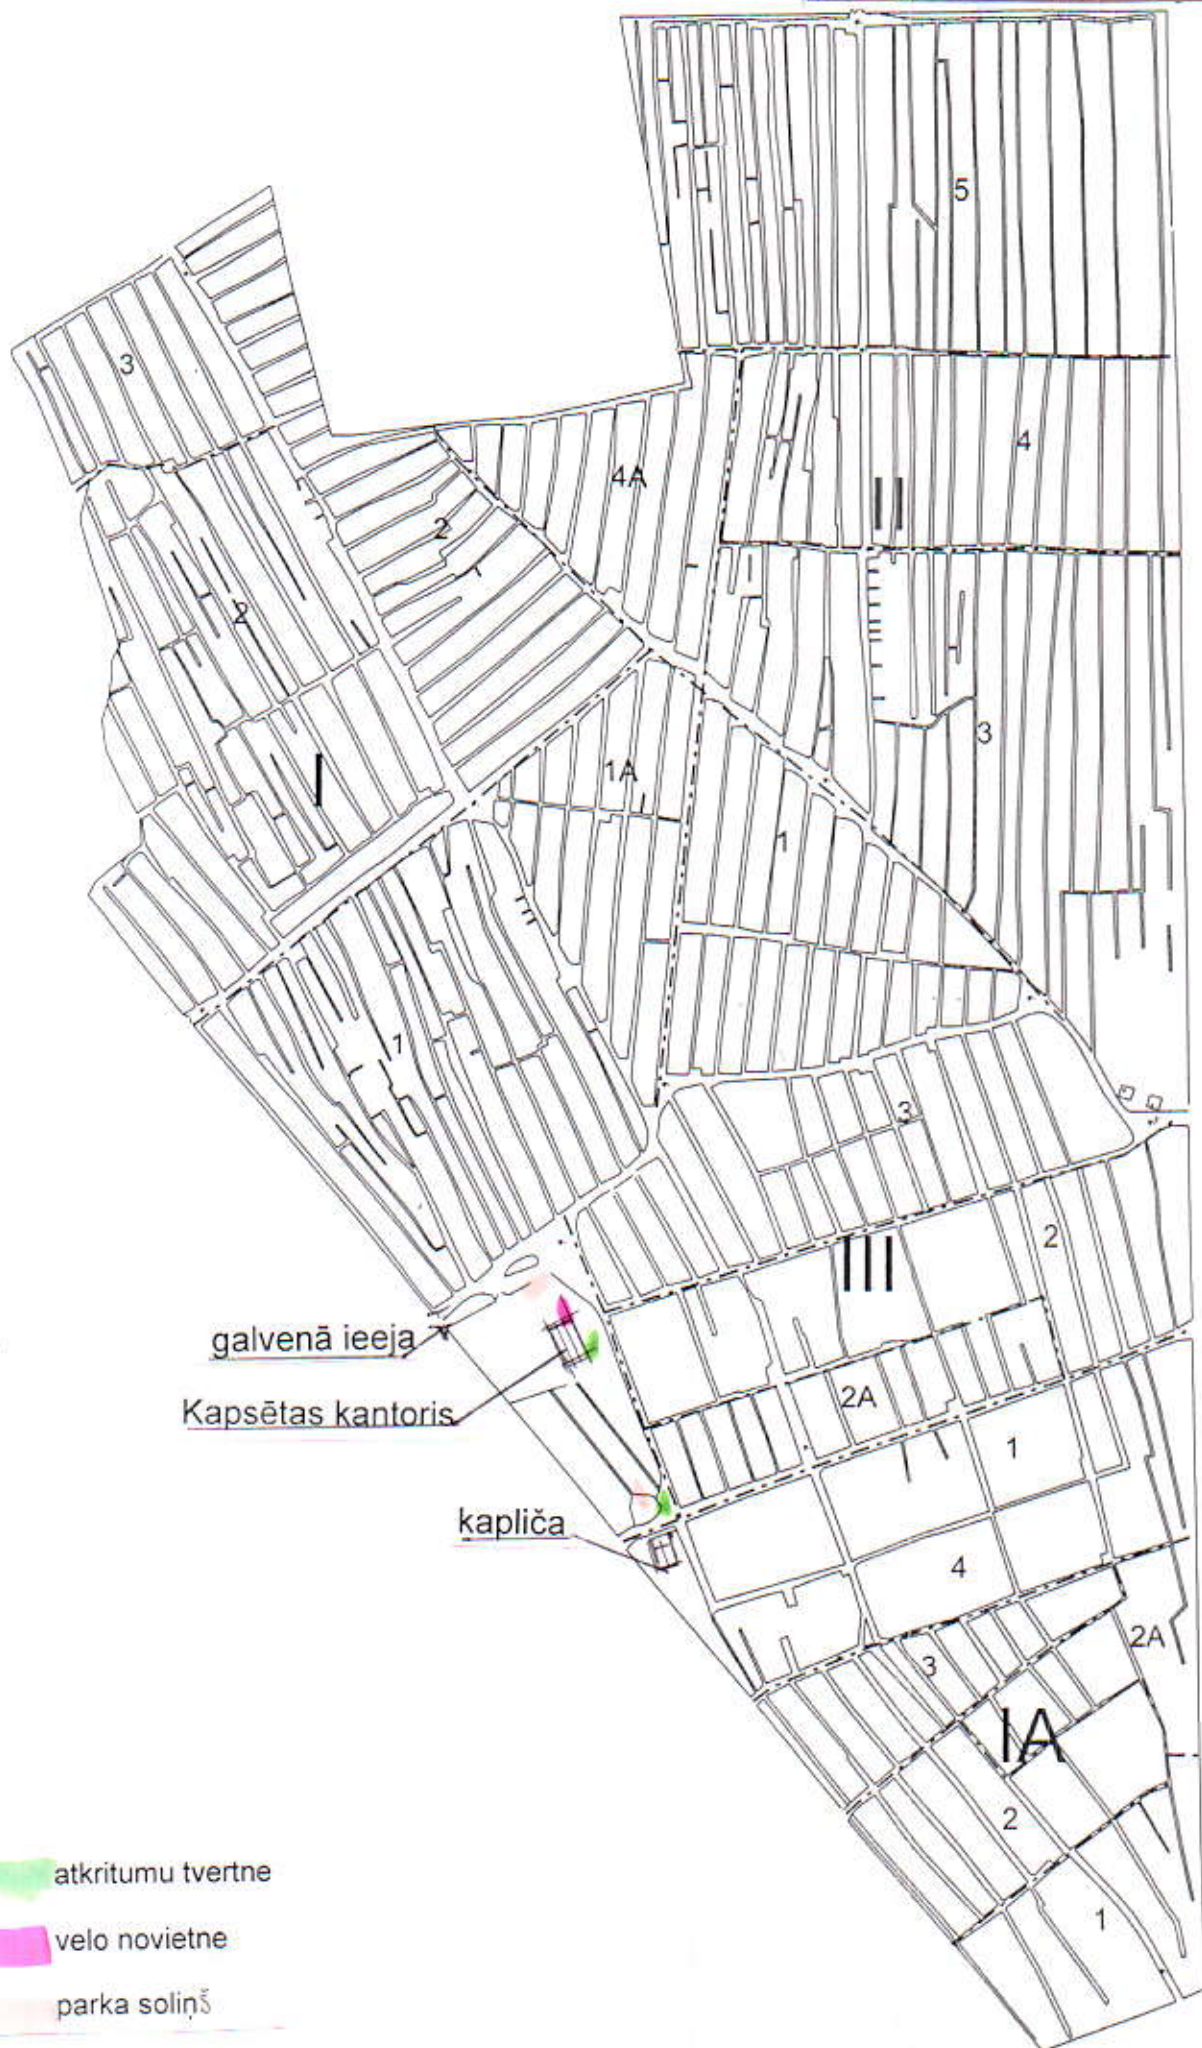 5
3
4
4A
II
2
2
3
I
1A
1
1
3
2
III
galvenā ieeja
2A
Kapsētas kantoris
1
kapliča
4
2A
3
IA
2
atkritumu tvertne
1
velo novietne
parka soliņš